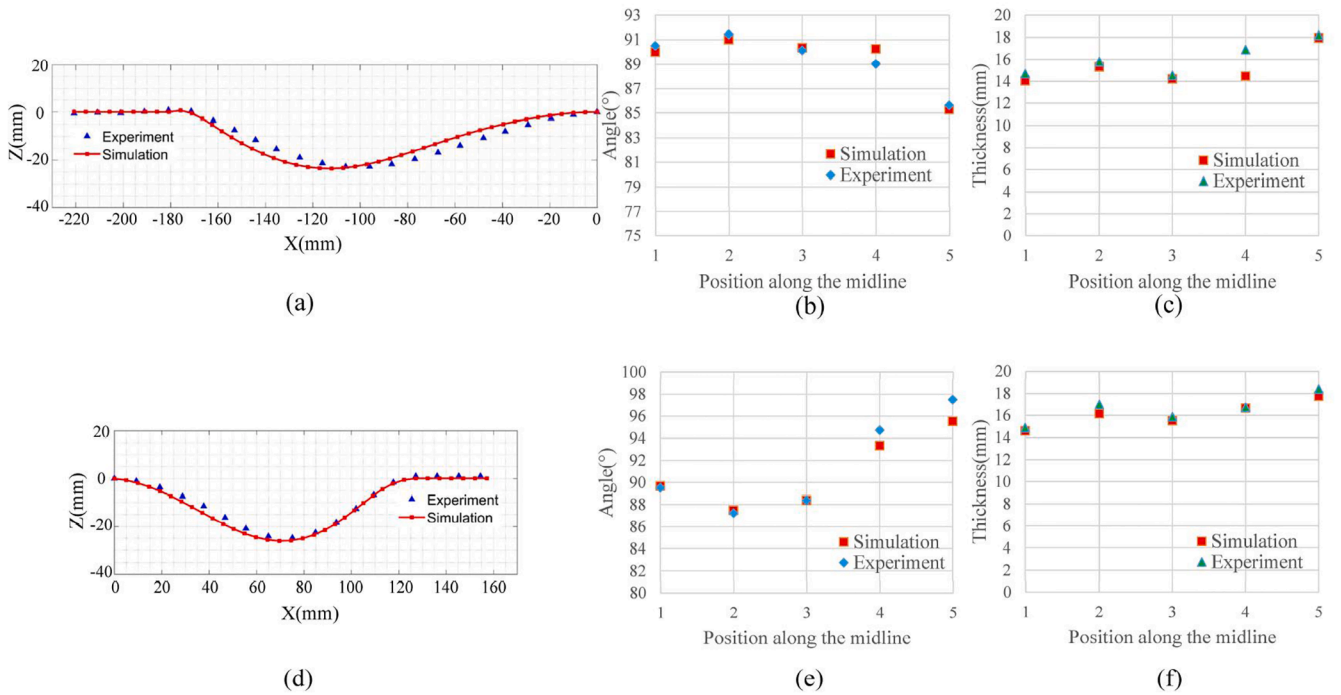 20
0
-20
-40
Z(mm)
Experiment
Simulation
-220 -200 -180 -160 -140 -120 -100 -80 -60 -40 -20 0
X(mm)
(a)
93
91
89
87
85
83
81
79
77
75
Angle(°)
Simulation
Experiment
1 2 3 4 5
Position along the midline
(b)
20
18
16
14
12
10
8
6
4
2
0
Thickness(mm)
Simulation
Experiment
1 2 3 4 5
Position along the midline
(c)
20
0
-20
-40
Z(mm)
Experiment
Simulation
0 20 40 60 80 100 120 140 160
X(mm)
(d)
100
98
96
94
92
90
88
86
84
82
80
Angle(°)
Simulation
Experiment
1 2 3 4 5
Position along the midline
(e)
20
18
16
14
12
10
8
6
4
2
0
Thickness(mm)
Simulation
Experiment
1 2 3 4 5
Position along the midline
(f)